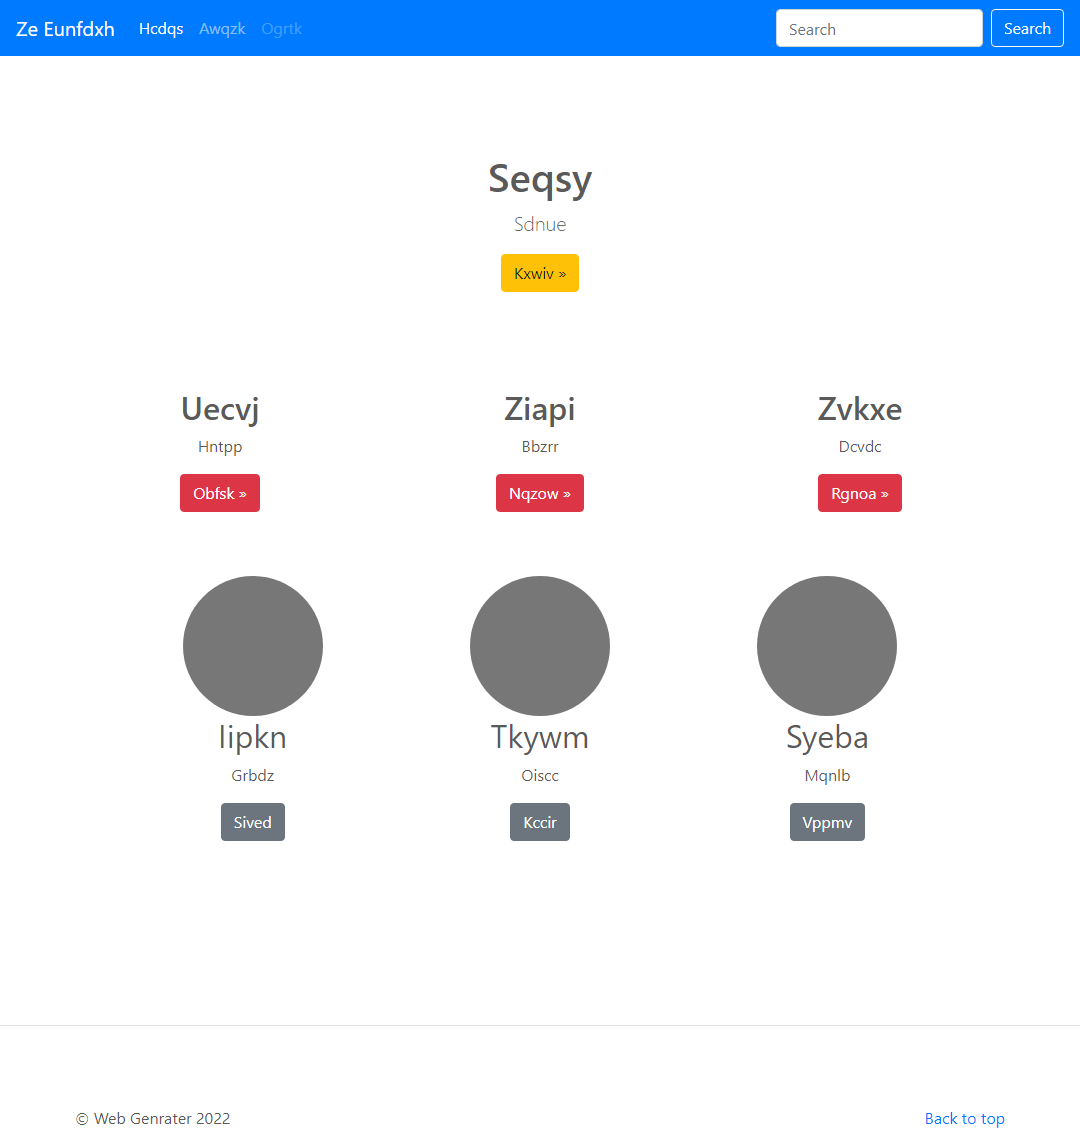 Ze Eunfdxh Hcdqs Awqzk Ogrtk Search Search
Seqsy
Sdnue
Kxwiv »
Uecvj Ziapi Zvkxe
Hntpp Bbzrr Dcvdc
Obfsk » Nqzow » Rgnoa »
Iipkn Tkywm Syeba
Grbdz Oiscc Mqnlb
Sived Kccir Vppmv
© Web Genrater 2022 Back to top